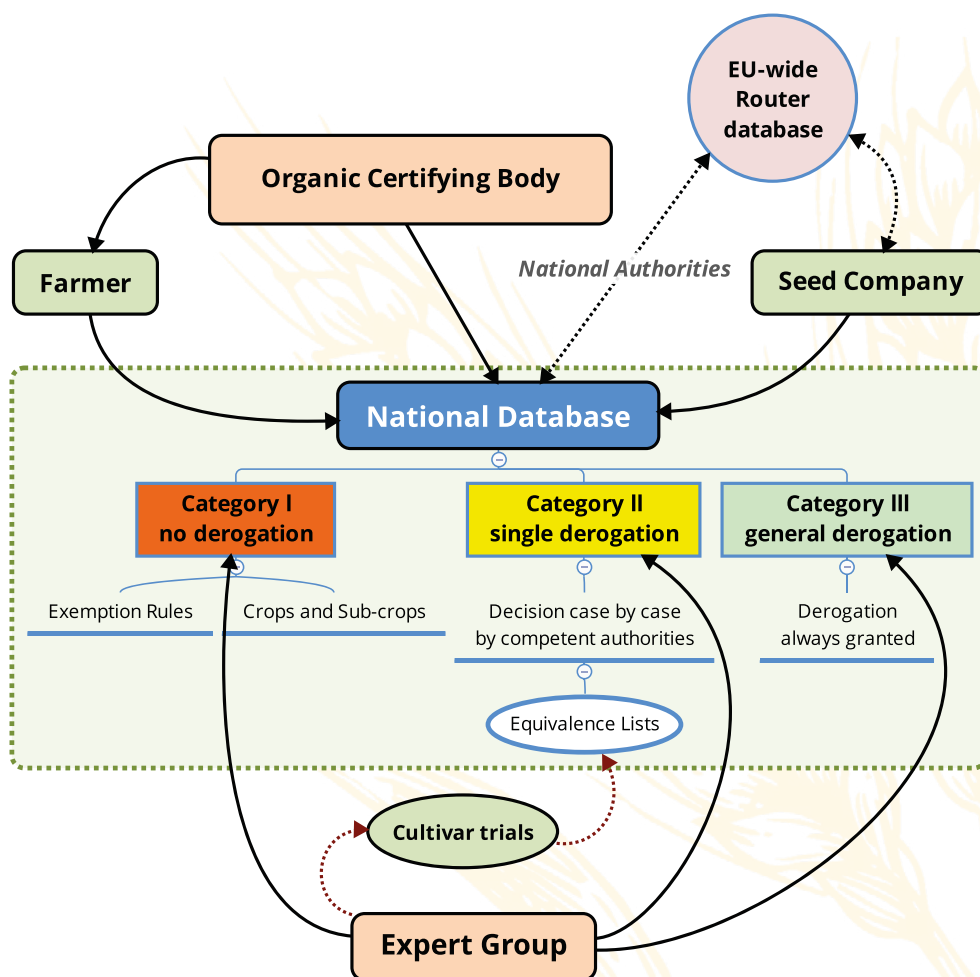 EU-wide
Router
database
Organic Certifying Body
National Authorities
Farmer
Seed Company
National Database
Category I
no derogation
Category II
single derogation
Category III
general derogation
Exemption Rules
Crops and Sub-crops
Decision case by case
by competent authorities
Derogation
always granted
Equivalence Lists
Cultivar trials
Expert Group